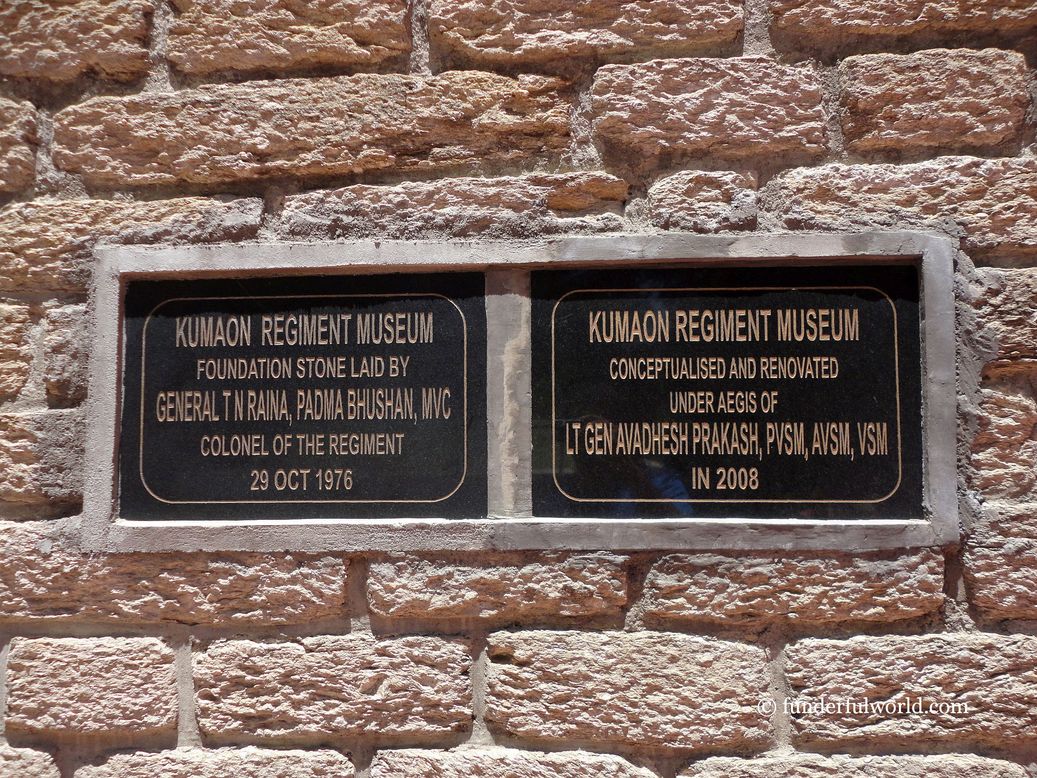 KUMAON REGIMENT MUSEUM
FOUNDATION STONE LAID BY
GENERAL T N RAINA, PADMA BHUSHAN, MVC
COLONEL OF THE REGIMENT
29 OCT 1976
KUMAON REGIMENT MUSEUM
CONCEPTUALISED AND RENOVATED
UNDER AEGIS OF
LT GEN AVADHESH PRAKASH, PVSM, AVSM, VSM
IN 2008
© funderfulworld.com